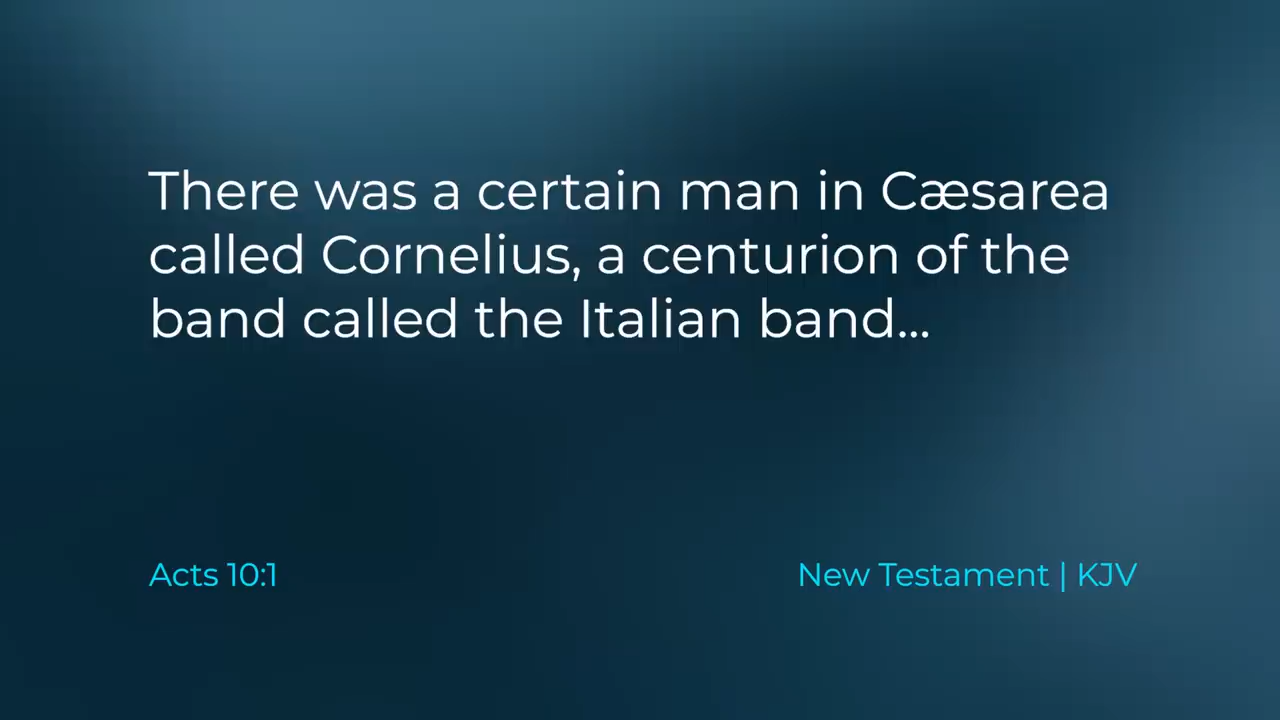 There was a certain man in Cæsarea
called Cornelius, a centurion of the
band called the Italian band...
Acts 10:1
New Testament | KJV